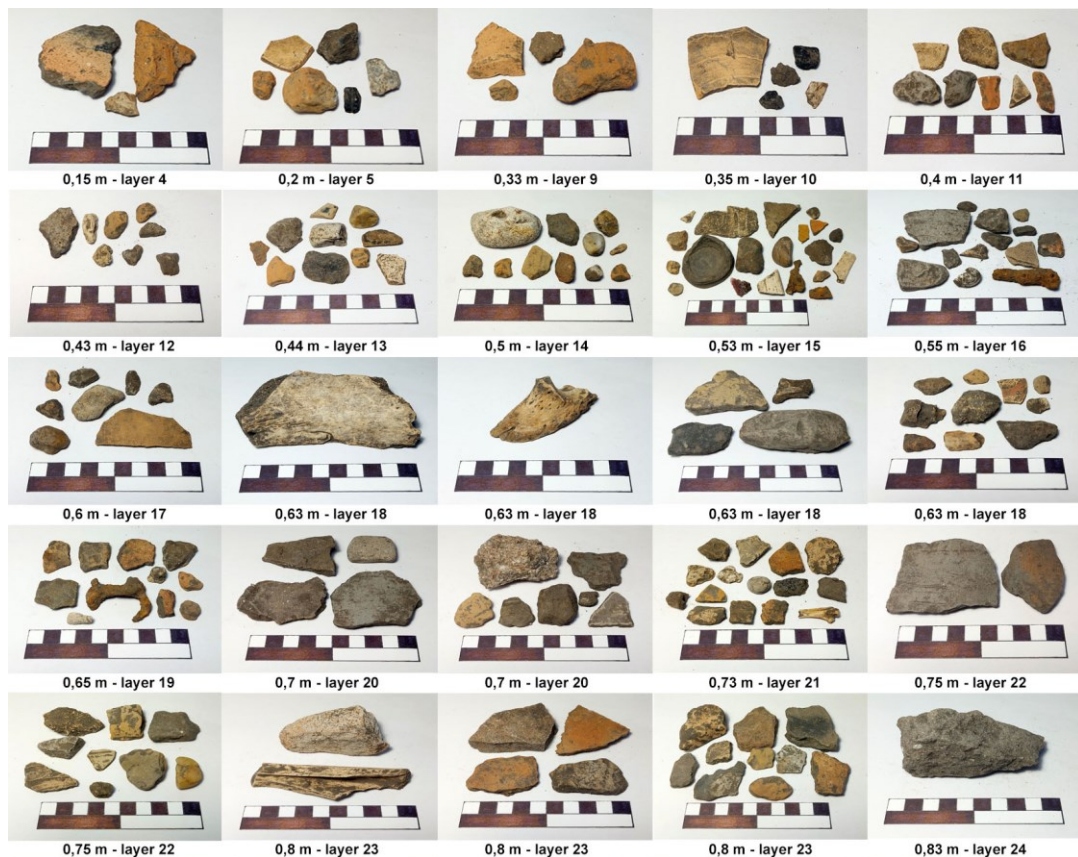 0,15 m - layer 4
0,2 m - layer 5
0,33 m - layer 9
0,35 m - layer 10
0,4 m - layer 11
0,43 m - layer 12
0,44 m - layer 13
0,5 m - layer 14
0,53 m - layer 15
0,55 m - layer 16
0,6 m - layer 17
0,63 m - layer 18
0,63 m - layer 18
0,63 m - layer 18
0,63 m - layer 18
0,65 m - layer 19
0,7 m - layer 20
0,7 m - layer 20
0,73 m - layer 21
0,75 m - layer 22
0,75 m - layer 22
0,8 m - layer 23
0,8 m - layer 23
0,8 m - layer 23
0,83 m - layer 24